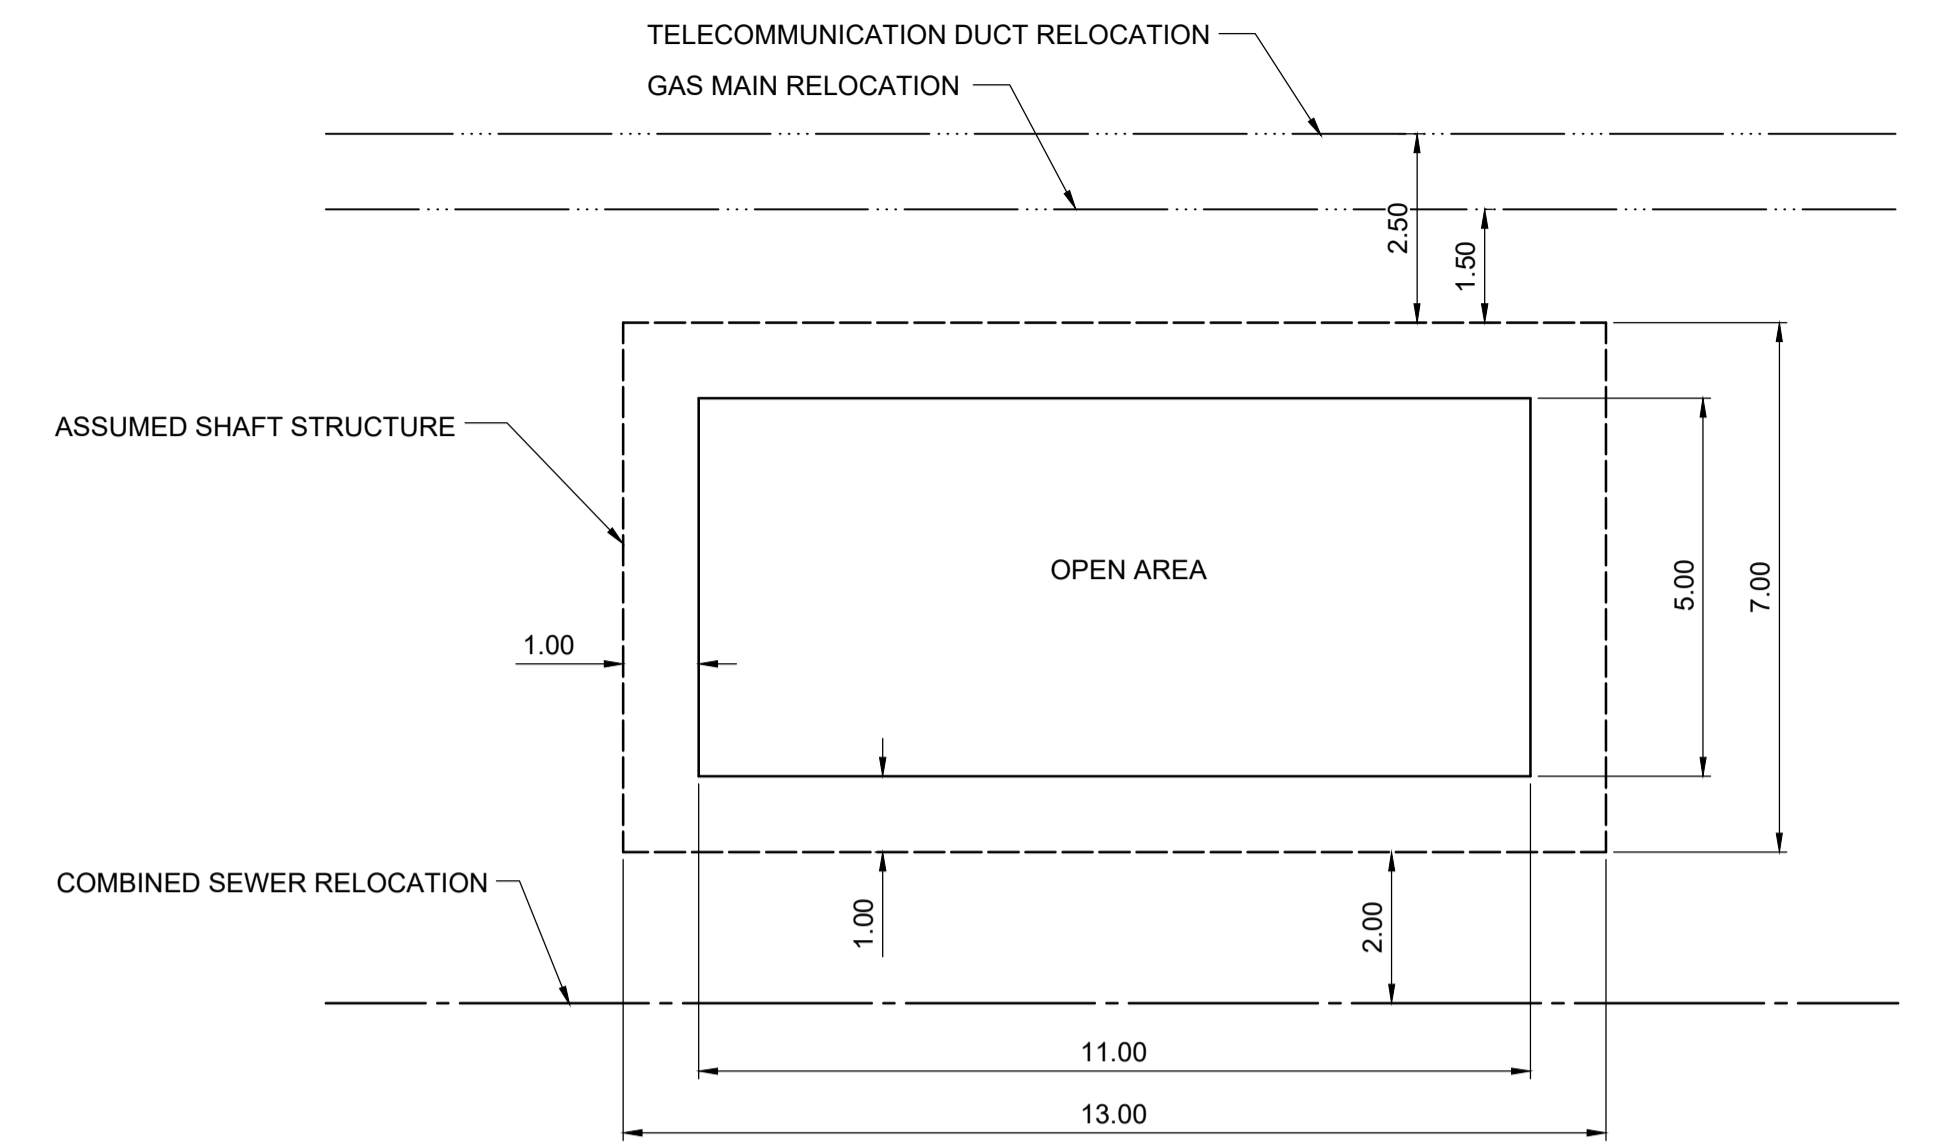 TELECOMMUNICATION DUCT RELOCATION
GAS MAIN RELOCATION
2.50
1.50
ASSUMED SHAFT STRUCTURE
OPEN AREA
5.00
7.00
1.00
COMBINED SEWER RELOCATION
1.00
2.00
11.00
13.00